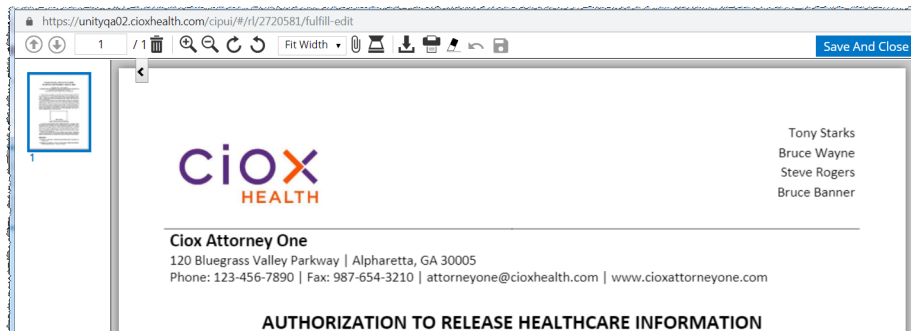 https://unityqa02.cioxhealth.com/cipui/#/rl/2720581/fulfill-edit
1 / 1 Fit Width Save And Close
1
Tony Starks
Bruce Wayne
Steve Rogers
Bruce Banner
ciox
HEALTH
Ciox Attorney One
120 Bluegrass Valley Parkway | Alpharetta, GA 30005
Phone: 123-456-7890 | Fax: 987-654-3210 | attorneyone@cioxhealth.com | www.cioxattorneyone.com
AUTHORIZATION TO RELEASE HEALTHCARE INFORMATION